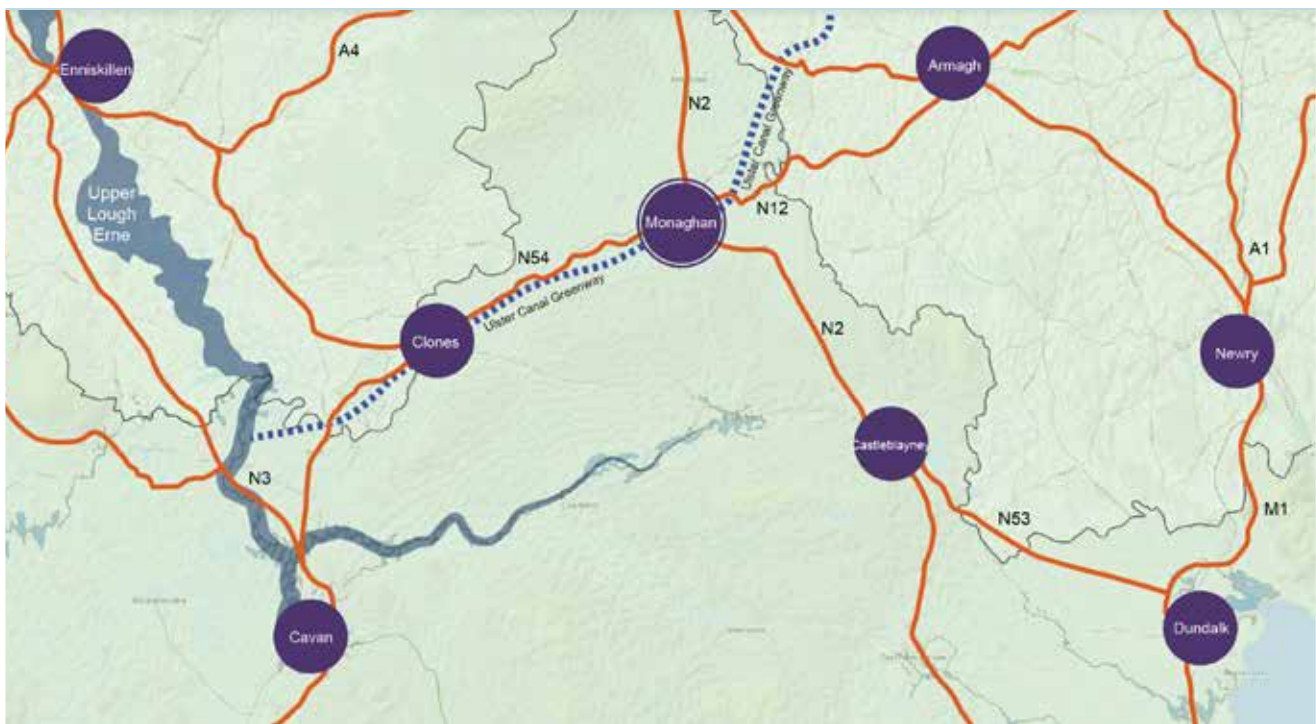 Enniskillen
A4
Armagh
N2
Ulster Canal Greenway
Upper
Lough
Erne
Monaghan
N12
N54
A1
Ulster Canal Greenway
Clones
N2
Newry
Castleblayney
N3
N53
M1
Cavan
Dundalk